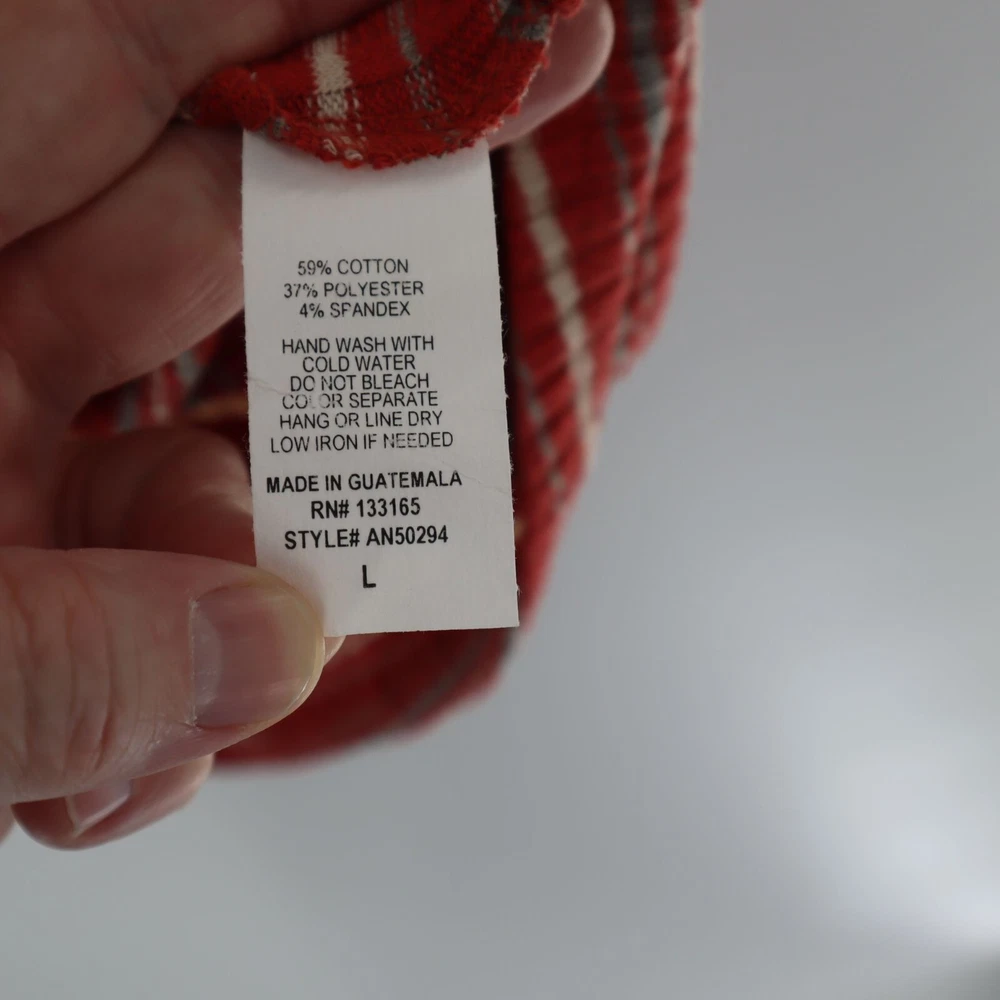 59% COTTON
37% POLYESTER
4% SPANDEX
HAND WASH WITH
COLD WATER
DO NOT BLEACH
COLOR SEPARATE
HANG OR LINE DRY
LOW IRON IF NEEDED
MADE IN GUATEMALA
RN# 133165
STYLE# AN50294
L